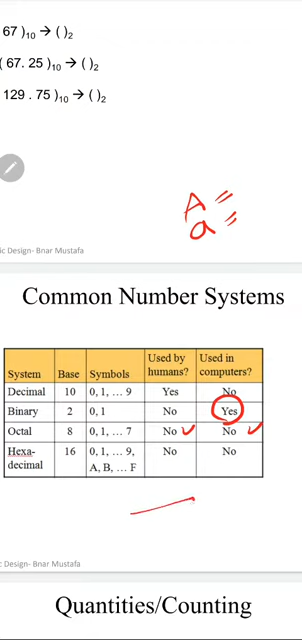 67 )10 → ( )2
( 67. 25 )10 → ( )2
129 . 75 )10 → ( )2
A =
a =
ic Design- Bnar Mustafa
Common Number Systems
System Base Symbols Used by humans? Used in computers?
Decimal 10 0, 1, … 9 Yes No
Binary 2 0, 1 No Yes
Octal 8 0, 1, … 7 No No
Hexa-decimal 16 0, 1, … 9, A, B, … F No No
ic Design- Bnar Mustafa
Quantities/Counting